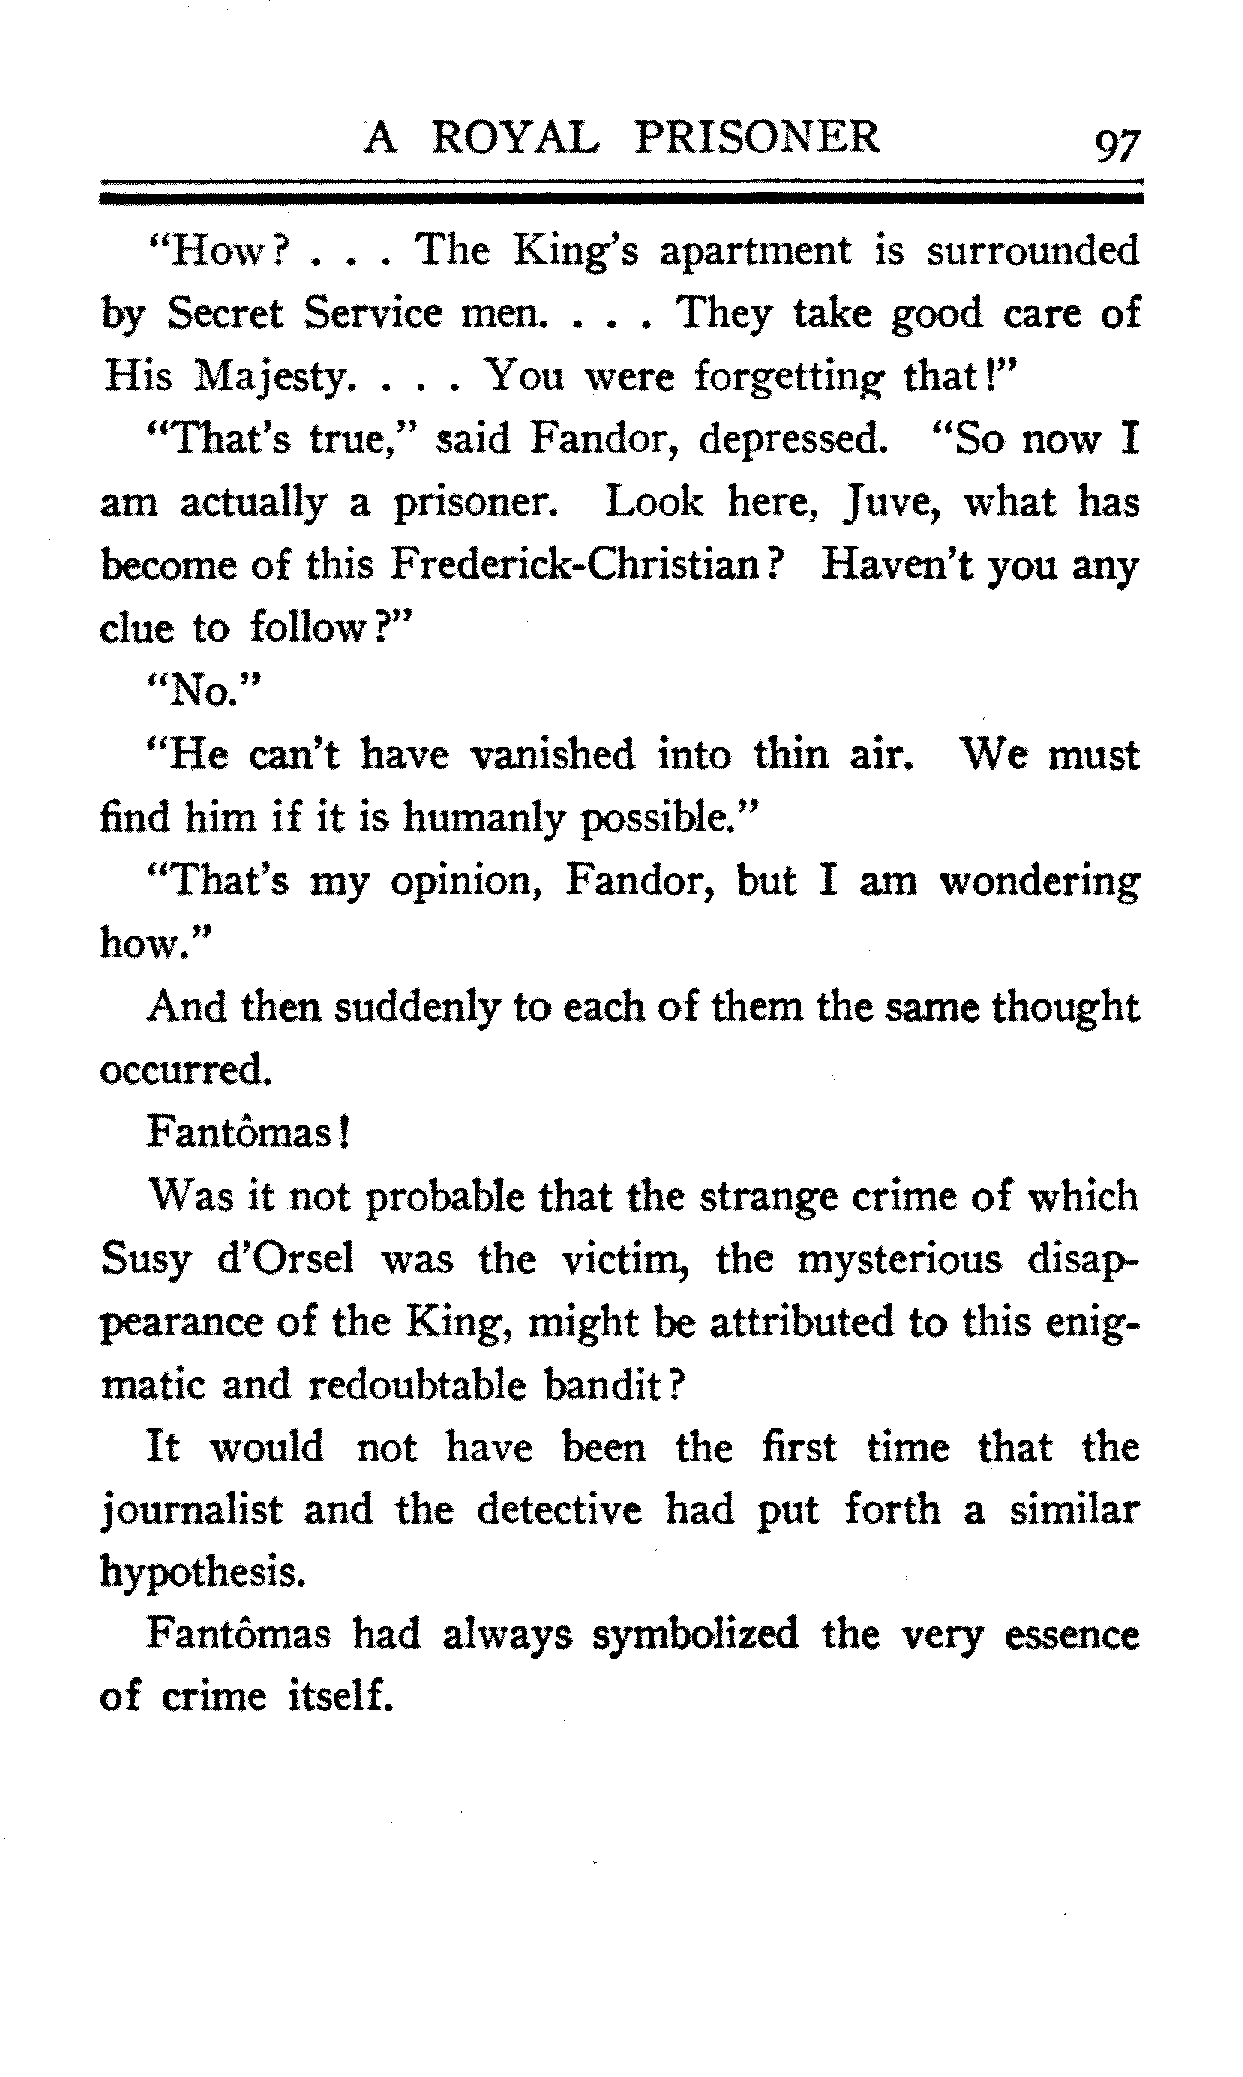 A ROYAL PRISONER 97
“How? . . . The King’s apartment is surrounded
by Secret Service men. . . . They take good care of
His Majesty. . . . You were forgetting that!”
“That’s true,” said Fandor, depressed. “So now I
am actually a prisoner. Look here, Juve, what has
become of this Frederick-Christian? Haven’t you any
clue to follow?”
“No.”
“He can’t have vanished into thin air. We must
find him if it is humanly possible.”
“That’s my opinion, Fandor, but I am wondering
how.”
And then suddenly to each of them the same thought
occurred.
Fantômas!
Was it not probable that the strange crime of which
Susy d’Orsel was the victim, the mysterious disap-
pearance of the King, might be attributed to this enig-
matic and redoubtable bandit?
It would not have been the first time that the
journalist and the detective had put forth a similar
hypothesis.
Fantômas had always symbolized the very essence
of crime itself.